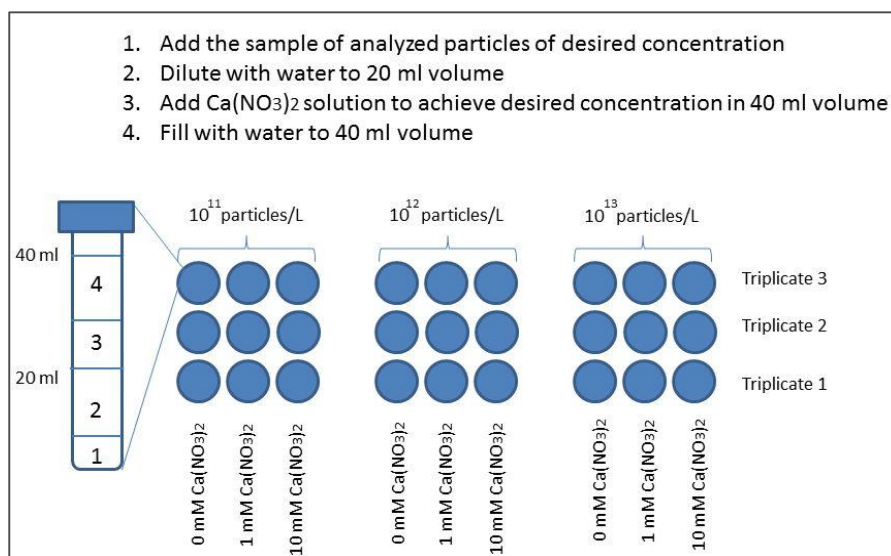 1. Add the sample of analyzed particles of desired concentration
2. Dilute with water to 20 ml volume
3. Add Ca(NO3)2 solution to achieve desired concentration in 40 ml volume
4. Fill with water to 40 ml volume
10^11 particles/L
10^12 particles/L
10^13 particles/L
40 ml
4
3
20 ml
2
1
Triplicate 3
Triplicate 2
Triplicate 1
0 mM Ca(NO3)2
1 mM Ca(NO3)2
10 mM Ca(NO3)2
0 mM Ca(NO3)2
1 mM Ca(NO3)2
10 mM Ca(NO3)2
0 mM Ca(NO3)2
1 mM Ca(NO3)2
10 mM Ca(NO3)2